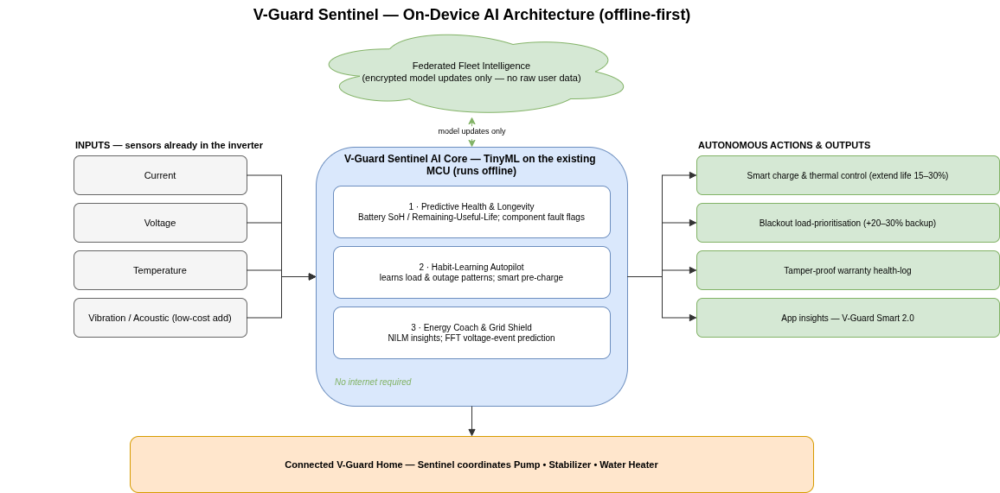 V-Guard Sentinel — On-Device AI Architecture (offline-first)
Federated Fleet Intelligence
(encrypted model updates only — no raw user data)
model updates only
INPUTS — sensors already in the inverter
Current
Voltage
Temperature
Vibration / Acoustic (low-cost add)
V-Guard Sentinel AI Core — TinyML on the existing
MCU (runs offline)
1 · Predictive Health & Longevity
Battery SoH / Remaining-Useful-Life; component fault flags
2 · Habit-Learning Autopilot
learns load & outage patterns; smart pre-charge
3 · Energy Coach & Grid Shield
NILM insights; FFT voltage-event prediction
No internet required
AUTONOMOUS ACTIONS & OUTPUTS
Smart charge & thermal control (extend life 15–30%)
Blackout load-prioritisation (+20–30% backup)
Tamper-proof warranty health-log
App insights — V-Guard Smart 2.0
Connected V-Guard Home — Sentinel coordinates Pump • Stabilizer • Water Heater